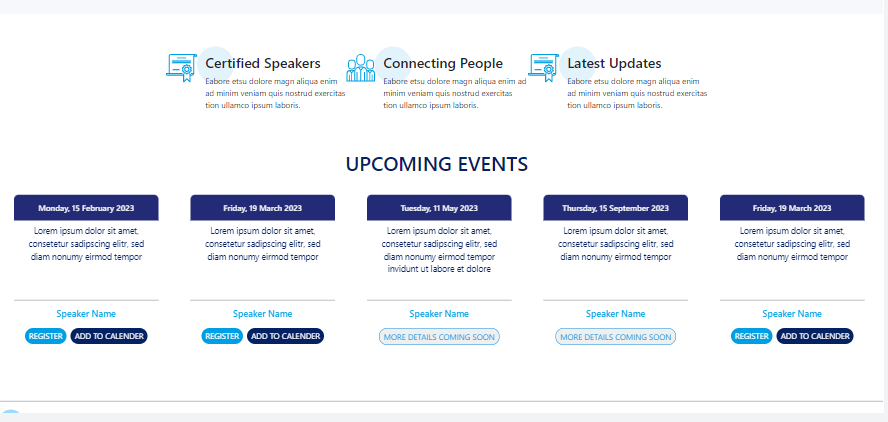 Certified Speakers
Eabore etsu dolore magn aliqua enim
ad minim veniam quis nostrud exercitas
tion ullamco ipsum laboris.
Connecting People
Eabore etsu dolore magn aliqua enim ad
minim veniam quis nostrud exercitas
tion ullamco ipsum laboris.
Latest Updates
Eabore etsu dolore magn aliqua enim
ad minim veniam quis nostrud exercitas
tion ullamco ipsum laboris.
UPCOMING EVENTS
Monday, 15 February 2023
Lorem ipsum dolor sit amet,
consetetur sadipscing elitr, sed
diam nonumy eirmod tempor
Speaker Name
REGISTER
ADD TO CALENDER
Friday, 19 March 2023
Lorem ipsum dolor sit amet,
consetetur sadipscing elitr, sed
diam nonumy eirmod tempor
Speaker Name
REGISTER
ADD TO CALENDER
Tuesday, 11 May 2023
Lorem ipsum dolor sit amet,
consetetur sadipscing elitr, sed
diam nonumy eirmod tempor
invidunt ut labore et dolore
Speaker Name
MORE DETAILS COMING SOON
Thursday, 15 September 2023
Lorem ipsum dolor sit amet,
consetetur sadipscing elitr, sed
diam nonumy eirmod tempor
Speaker Name
MORE DETAILS COMING SOON
Friday, 19 March 2023
Lorem ipsum dolor sit amet,
consetetur sadipscing elitr, sed
diam nonumy eirmod tempor
Speaker Name
REGISTER
ADD TO CALENDER